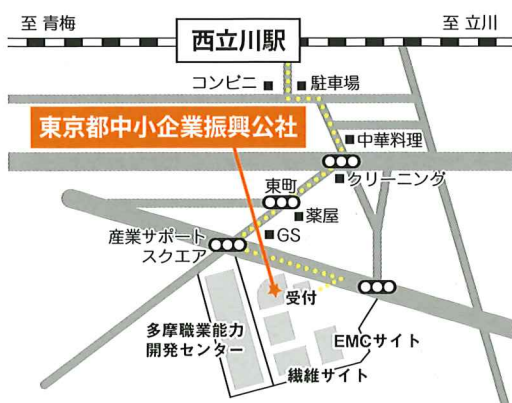 至 青梅
至 立川
西立川駅
コンビニ
駐車場
東京都中小企業振興公社
中華料理
クリーニング
東町
薬屋
GS
産業サポート
スクエア
受付
多摩職業能力
開発センター
EMCサイト
繊維サイト